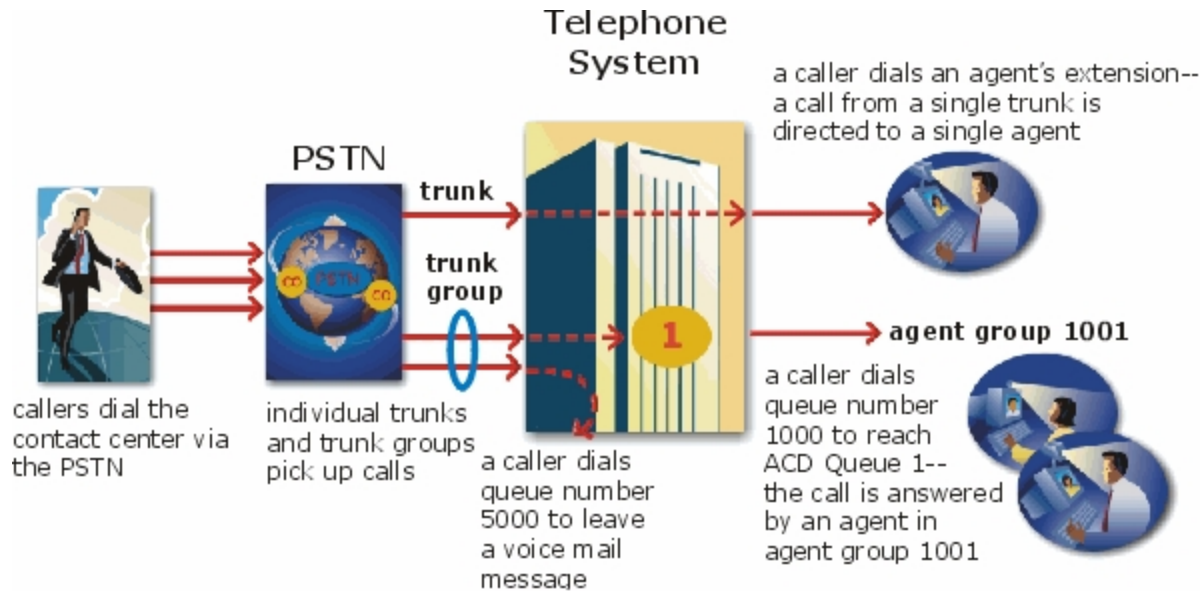 Telephone
System
a caller dials an agent's extension--
a call from a single trunk is
directed to a single agent
PSTN
trunk
trunk
group
CO
PSTN
CO
1
agent group 1001
callers dial the
contact center via
the PSTN
individual trunks
and trunk groups
pick up calls
a caller dials
queue number
5000 to leave
a voice mail
message
a caller dials
queue number
1000 to reach
ACD Queue 1--
the call is answered
by an agent in
agent group 1001